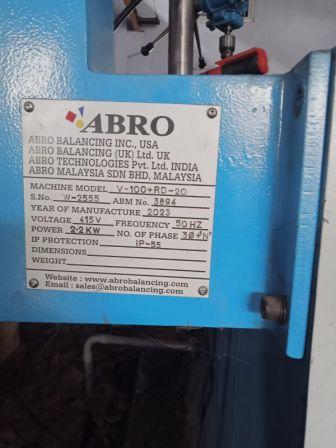 ABRO
ABRO BALANCING INC., USA
ABRO BALANCING (UK) Ltd. UK
ABRO TECHNOLOGIES Pvt. Ltd. INDIA
ABRO MALAYSIA SDN BHD, MALAYSIA
MACHINE MODEL V-100+RD-20
S.No. W-2555 ABM No. 3894
YEAR OF MANUFACTURE 2023
VOLTAGE 415V FREQUENCY 50 HZ
POWER 2.2 KW NO. OF PHASE 3Ø+N
IP PROTECTION IP-55
DIMENSIONS
WEIGHT
Website : www.abrobalancing.com
Email : sales@abrobalancing.com